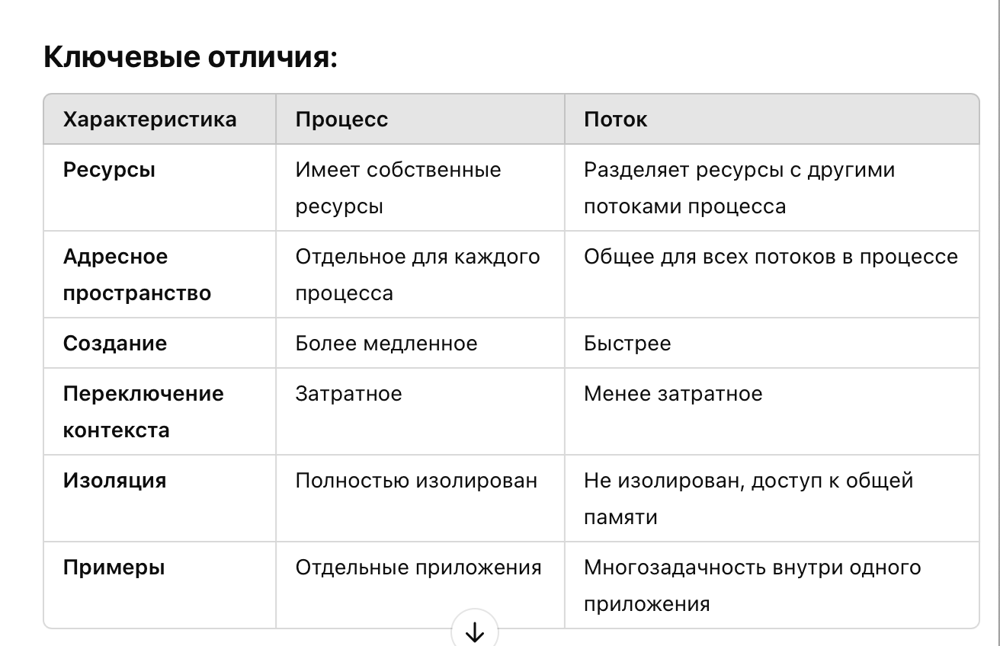 Ключевые отличия:
Характеристика Процесс Поток
Ресурсы Имеет собственные Разделяет ресурсы с другими
ресурсы потоками процесса
Адресное Отдельное для каждого Общее для всех потоков в процессе
пространство процесса
Создание Более медленное Быстрее
Переключение Затратное Менее затратное
контекста
Изоляция Полностью изолирован Не изолирован, доступ к общей
памяти
Примеры Отдельные приложения Многозадачность внутри одного
приложения